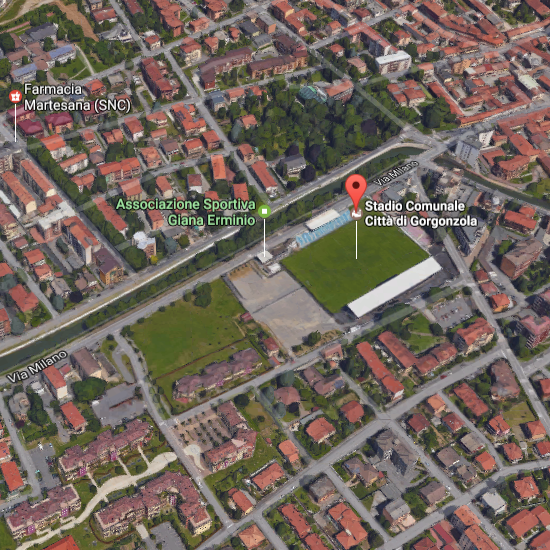 Farmacia
Martesana (SNC)
Via Milano
Associazione Sportiva
Giana Erminio
Stadio Comunale
Città di Gorgonzola
Via Milano